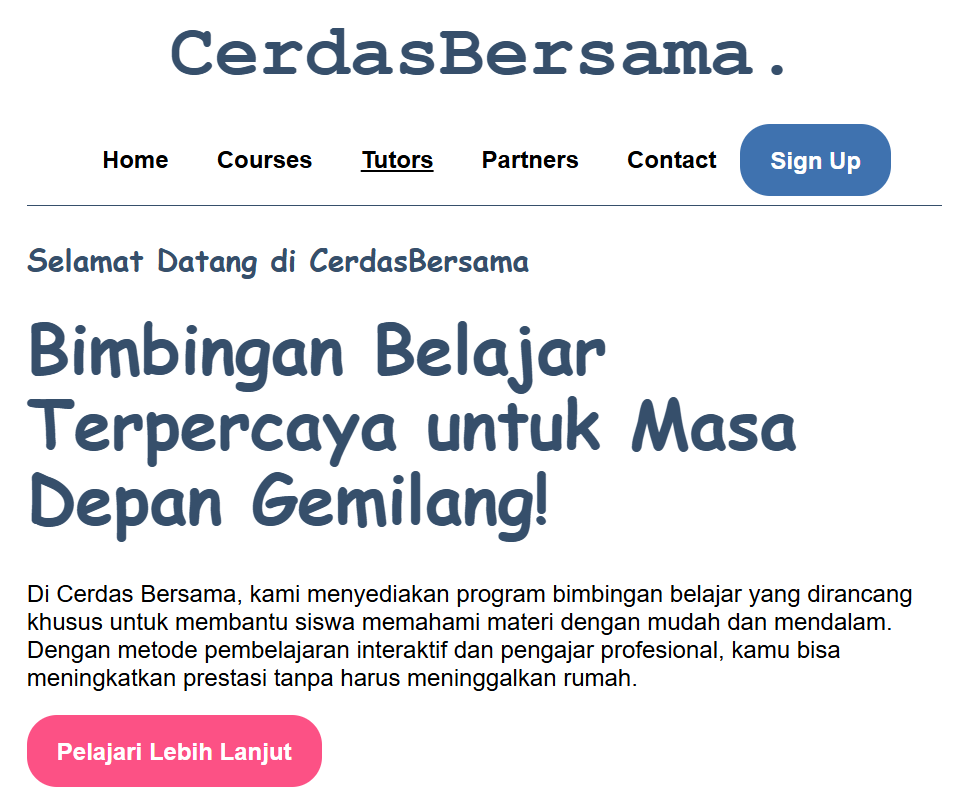 CerdasBersama.
Home Courses Tutors Partners Contact Sign Up
Selamat Datang di CerdasBersama
Bimbingan Belajar
Terpercaya untuk Masa
Depan Gemilang!
Di Cerdas Bersama, kami menyediakan program bimbingan belajar yang dirancang
khusus untuk membantu siswa memahami materi dengan mudah dan mendalam.
Dengan metode pembelajaran interaktif dan pengajar profesional, kamu bisa
meningkatkan prestasi tanpa harus meninggalkan rumah.
Pelajari Lebih Lanjut